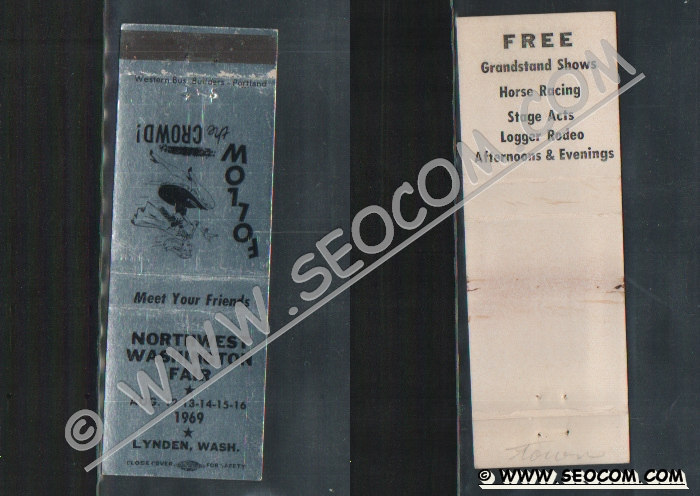 Western Bus. Builders - Portland
FOLLOW
the CROWD!
Meet Your Friends
NORTHWEST
WASHINGTON
FAIR
AUG. 12-13-14-15-16
1969
LYNDEN, WASH.
CLOSE COVER FOR SAFETY
FREE
Grandstand Shows
Horse Racing
Stage Acts
Logger Rodeo
Afternoons & Evenings
© WWW.SEOCOM.COM
© WWW.SEOCOM.COM